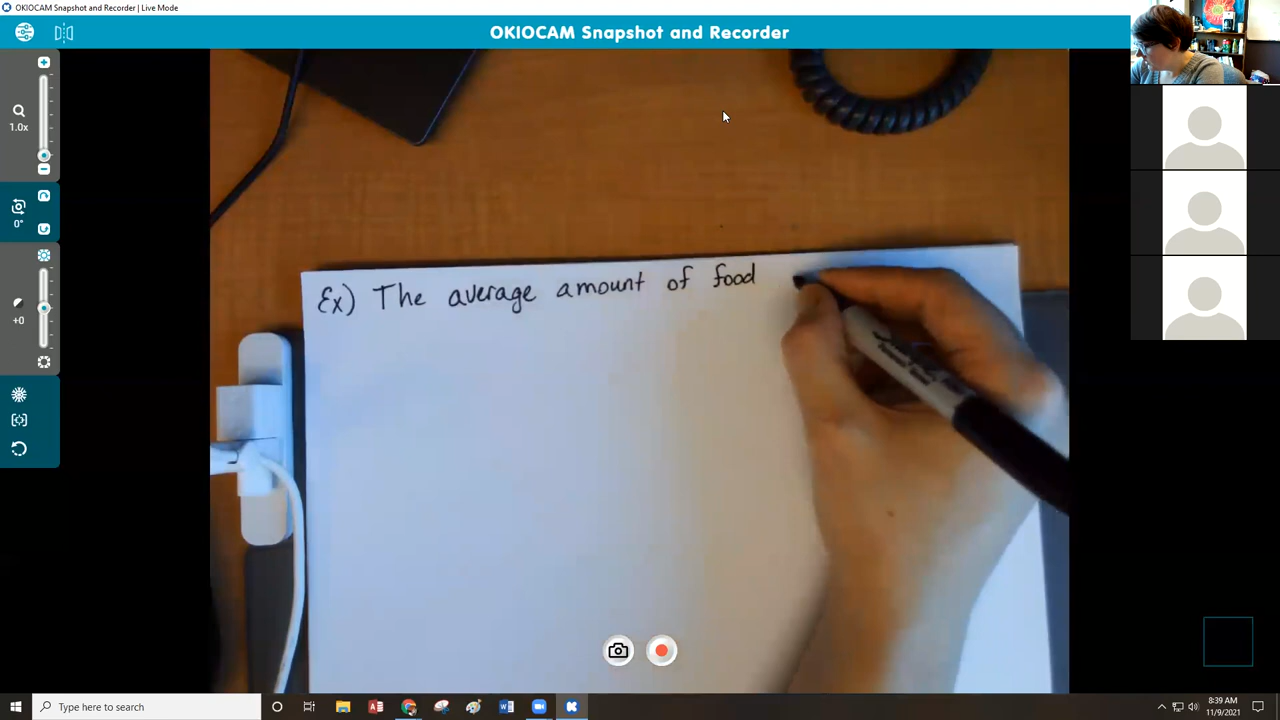 OKIOCAM Snapshot and Recorder | Live Mode
OKIOCAM Snapshot and Recorder
1.0x
0°
+0
Ex) The average amount of food
Type here to search
8:39 AM
11/9/2021